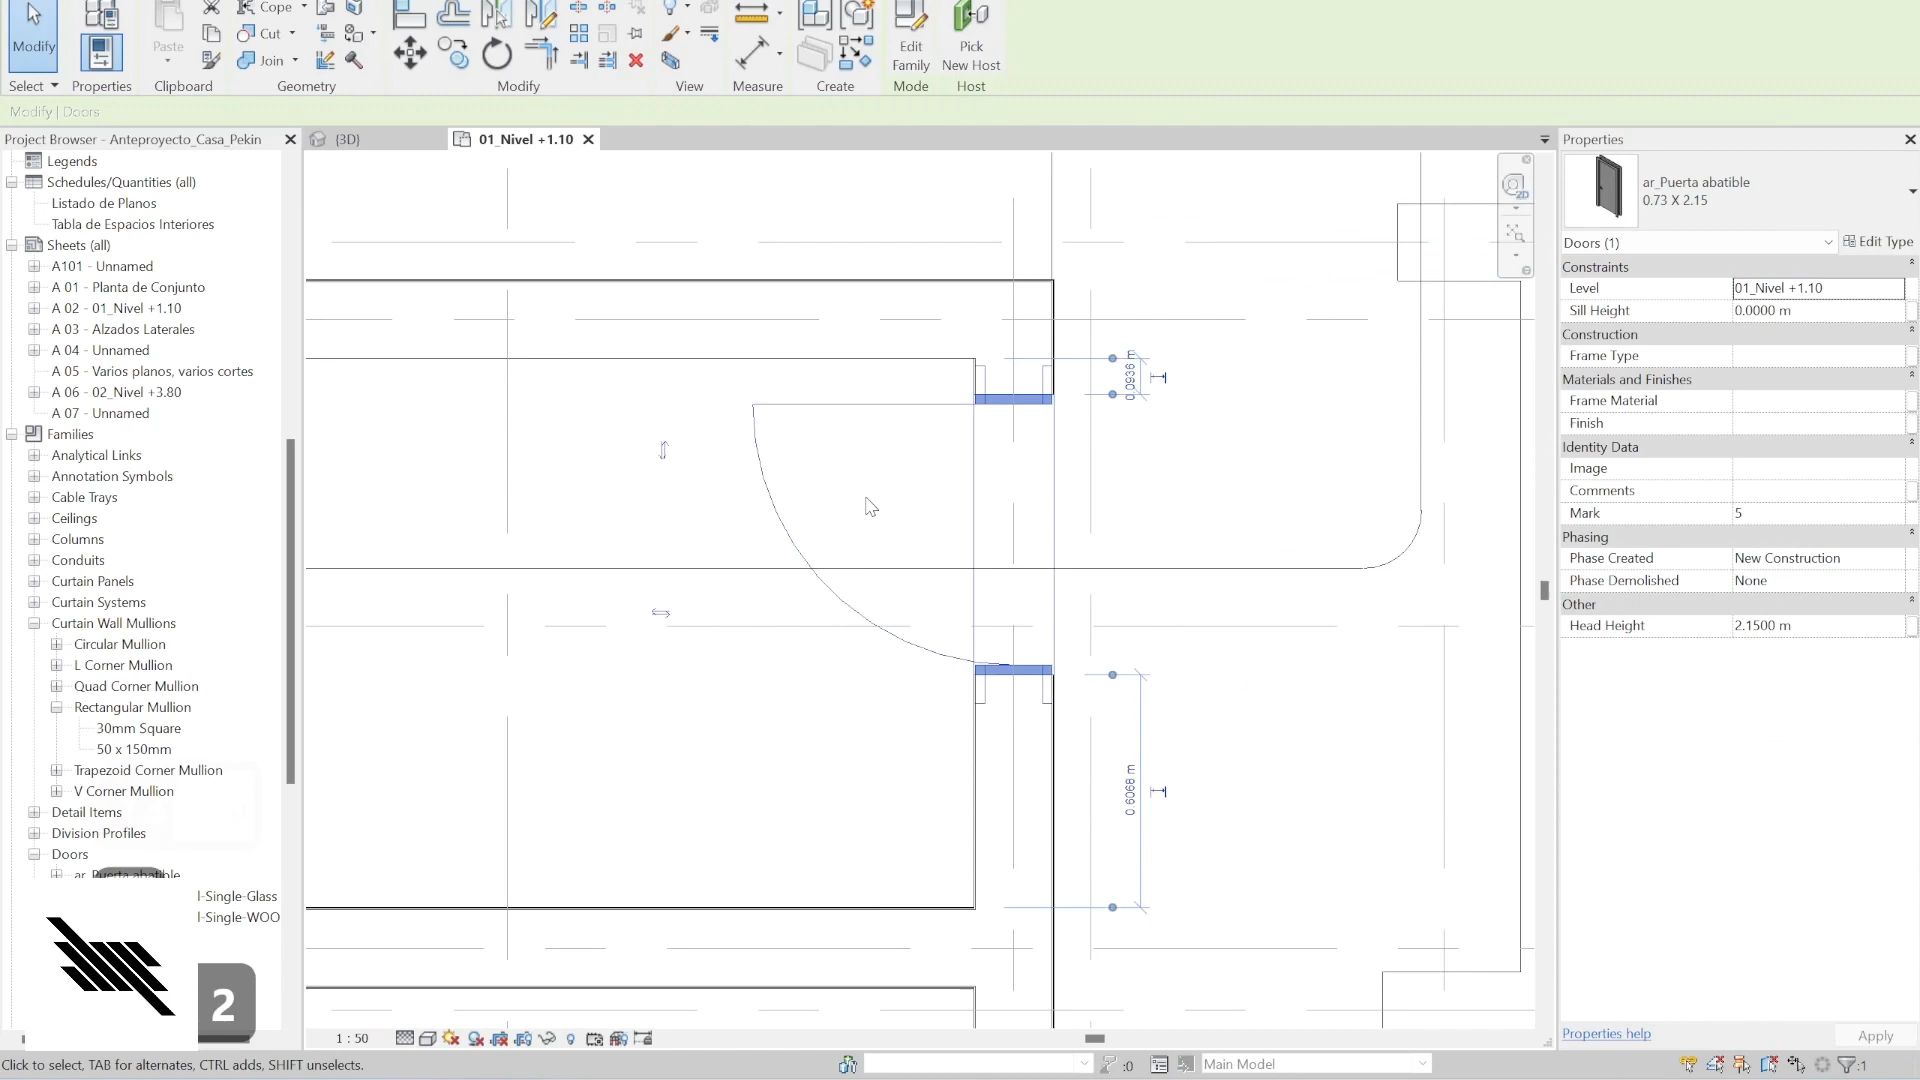 Modify
Paste
Cope
Cut
Join
Edit
Family
Pick
New Host
Select
Properties
Clipboard
Geometry
Modify
View
Measure
Create
Mode
Host
Modify | Doors
Project Browser - Anteproyecto_Casa_Pekin
{3D}
01_Nivel +1.10
Properties
Legends
Schedules/Quantities (all)
Listado de Planos
Tabla de Espacios Interiores
Sheets (all)
A101 - Unnamed
A 01 - Planta de Conjunto
A 02 - 01_Nivel +1.10
A 03 - Alzados Laterales
A 04 - Unnamed
A 05 - Varios planos, varios cortes
A 06 - 02_Nivel +3.80
A 07 - Unnamed
Families
Analytical Links
Annotation Symbols
Cable Trays
Ceilings
Columns
Conduits
Curtain Panels
Curtain Systems
Curtain Wall Mullions
Circular Mullion
L Corner Mullion
Quad Corner Mullion
Rectangular Mullion
30mm Square
50 x 150mm
Trapezoid Corner Mullion
V Corner Mullion
Detail Items
Division Profiles
Doors
ar_Puerta abatible
l-Single-Glass
l-Single-WOO
2
2D
0.0936 m
0.6068 m
ar_Puerta abatible
0.73 X 2.15
Doors (1)
Edit Type
Constraints
Level 01_Nivel +1.10
Sill Height 0.0000 m
Construction
Frame Type
Materials and Finishes
Frame Material
Finish
Identity Data
Image
Comments
Mark 5
Phasing
Phase Created New Construction
Phase Demolished None
Other
Head Height 2.1500 m
Properties help
Apply
1 : 50
Click to select, TAB for alternates, CTRL adds, SHIFT unselects.
:0
Main Model
:1